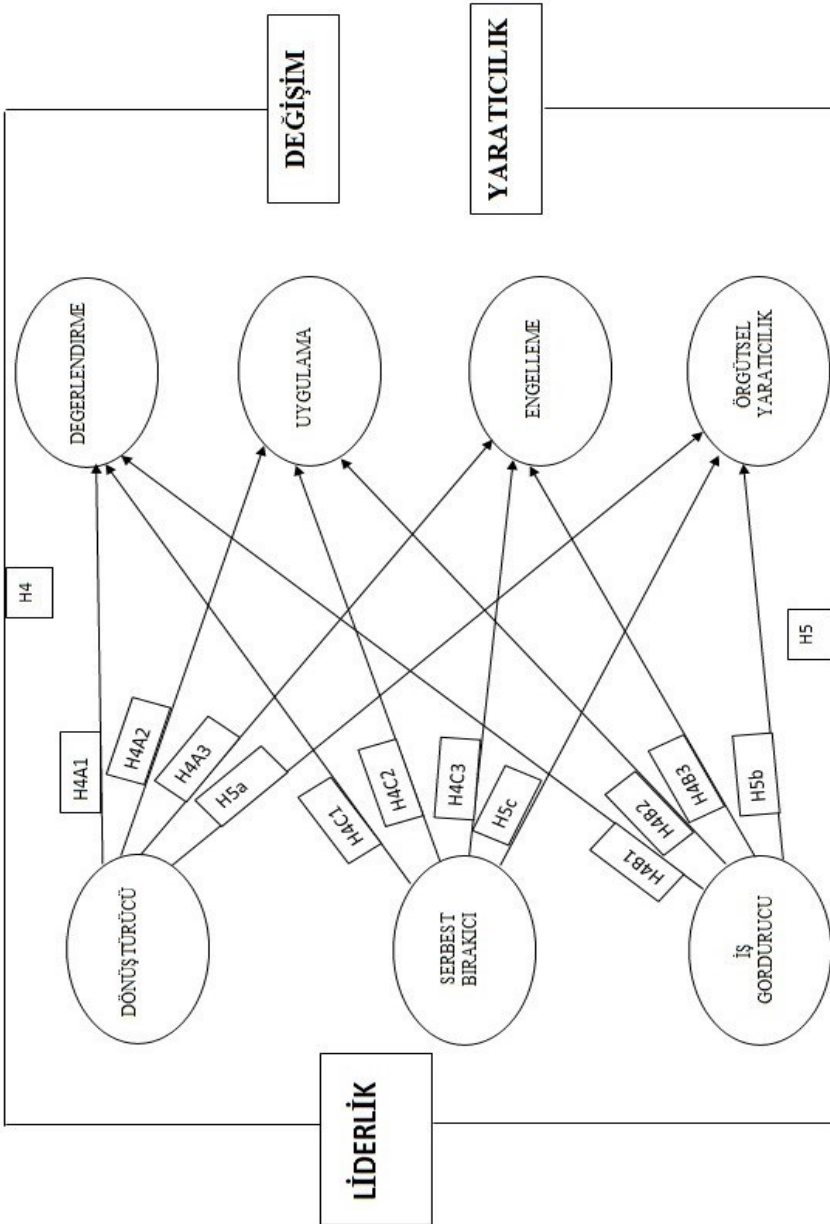 LİDERLİK
DÖNÜŞTÜRÜCÜ
SERBEST
BIRAKICI
İŞ
GORDURUCU
H4
H4A1
H4A2
H4A3
H5a
H4C1
H4C2
H4C3
H5c
H4B1
H4B2
H4B3
H5b
H5
DEGERLENDIRME
UYGULAMA
ENGELLEME
ÖRGÜTSEL
YARATICILIK
DEĞİŞİM
YARATICILIK